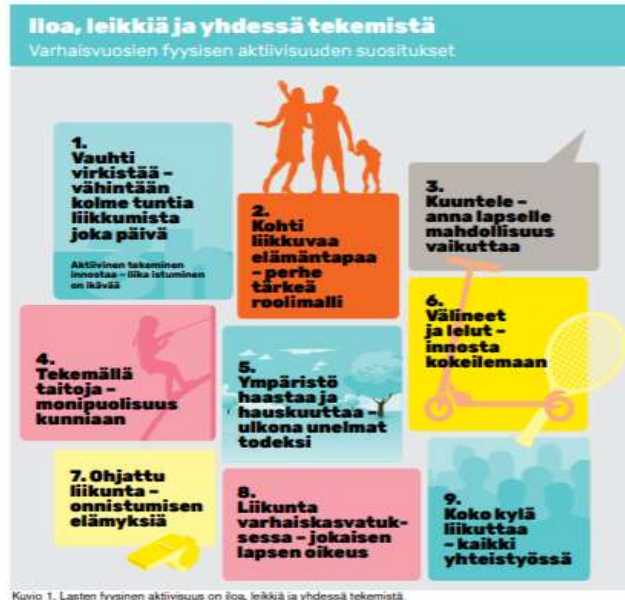 Iloa, leikkiä ja yhdessä tekemistä
Varhaisvuosien fyysisen aktiivisuuden suositukset
1.
Vauhti
virkistää –
vähintään
kolme tuntia
liikkumista
joka päivä
Aktiivinen tekeminen
innostaa – liika istuminen
on ikävää
2.
Kohti
liikkuvaa
elämäntapaa
– perhe
tärkeä
roolimalli
3.
Kuuntele –
anna lapselle
mahdollisuus
vaikuttaa
4.
Tekemällä
taitoja –
monipuolisuus
kunniaan
5.
Ympäristö
haastaa ja
hauskuuttaa –
ulkona unelmat
todeksi
6.
Välineet
ja lelut –
innosta
kokeilemaan
7. Ohjattu
liikunta –
onnistumisen
elämyksiä
8.
Liikunta
varhaiskasvatuk-
sessa – jokaisen
lapsen oikeus
9.
Koko kylä
liikuttaa
– kaikki
yhteistyössä
Kuvio 1. Lasten fyysinen aktiivisuus on iloa, leikkiä ja yhdessä tekemistä